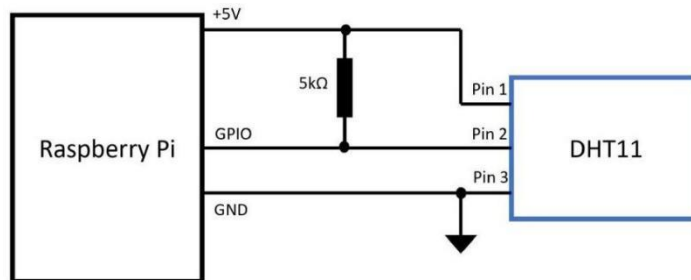 +5V
5kΩ
Pin 1
GPIO
Pin 2
Raspberry Pi
DHT11
Pin 3
GND